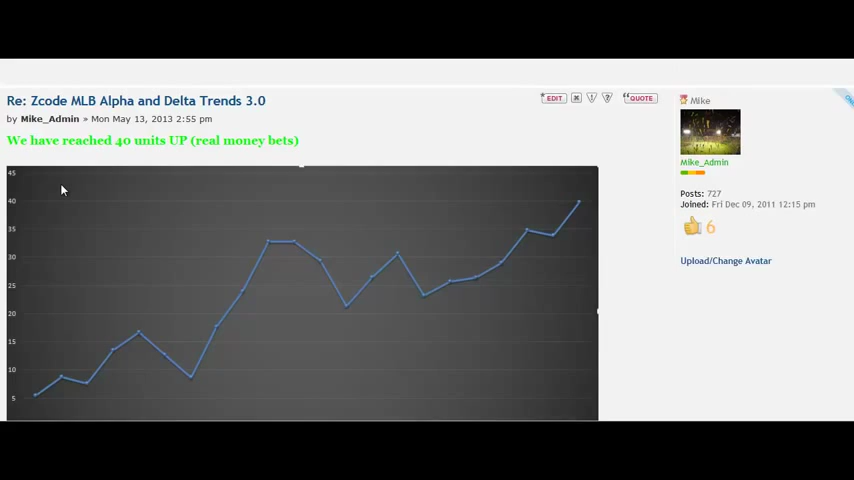 Re: Zcode MLB Alpha and Delta Trends 3.0
by Mike_Admin » Mon May 13, 2013 2:55 pm
We have reached 40 units UP (real money bets)
EDIT
QUOTE
45
40
35
30
25
20
15
10
5
Mike
Mike_Admin
Posts: 727
Joined: Fri Dec 09, 2011 12:15 pm
6
Upload/Change Avatar